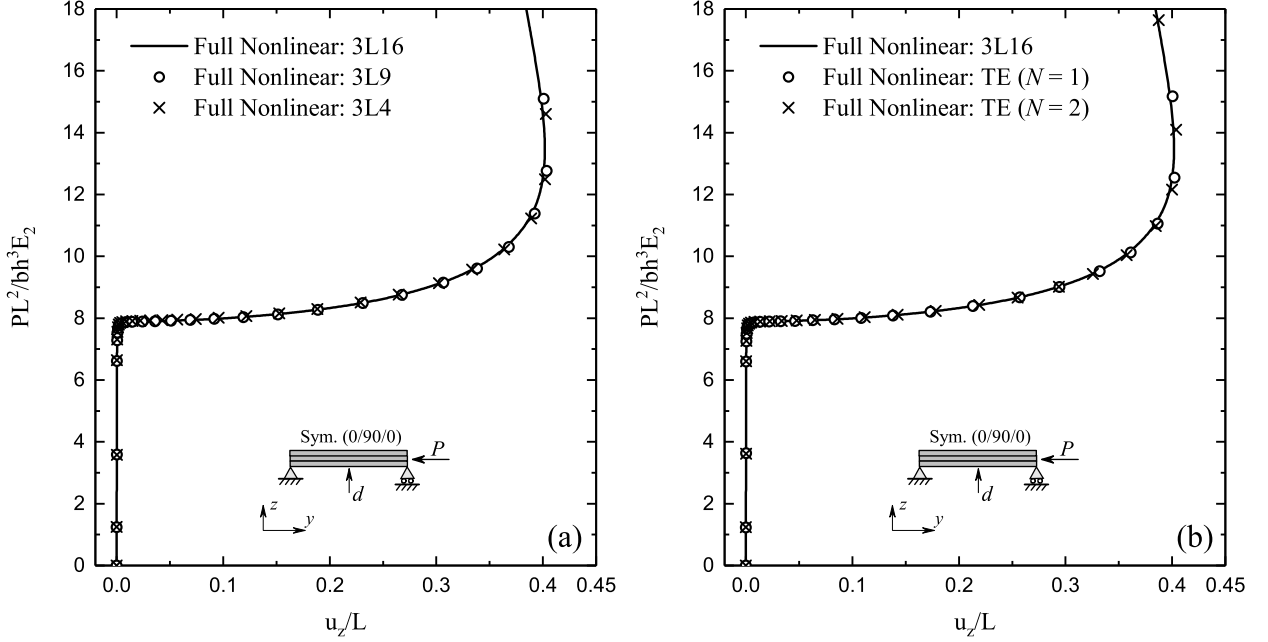 18
16
14
12
10
8
6
4
2
0
PL²/bh³E₂
Full Nonlinear: 3L16
Full Nonlinear: 3L9
Full Nonlinear: 3L4
Sym. (0/90/0)
P
d
z
y
(a)
0.0 0.1 0.2 0.3 0.4 0.45
u_z/L
18
16
14
12
10
8
6
4
2
0
PL²/bh³E₂
Full Nonlinear: 3L16
Full Nonlinear: TE (N = 1)
Full Nonlinear: TE (N = 2)
Sym. (0/90/0)
P
d
z
y
(b)
0.0 0.1 0.2 0.3 0.4 0.45
u_z/L